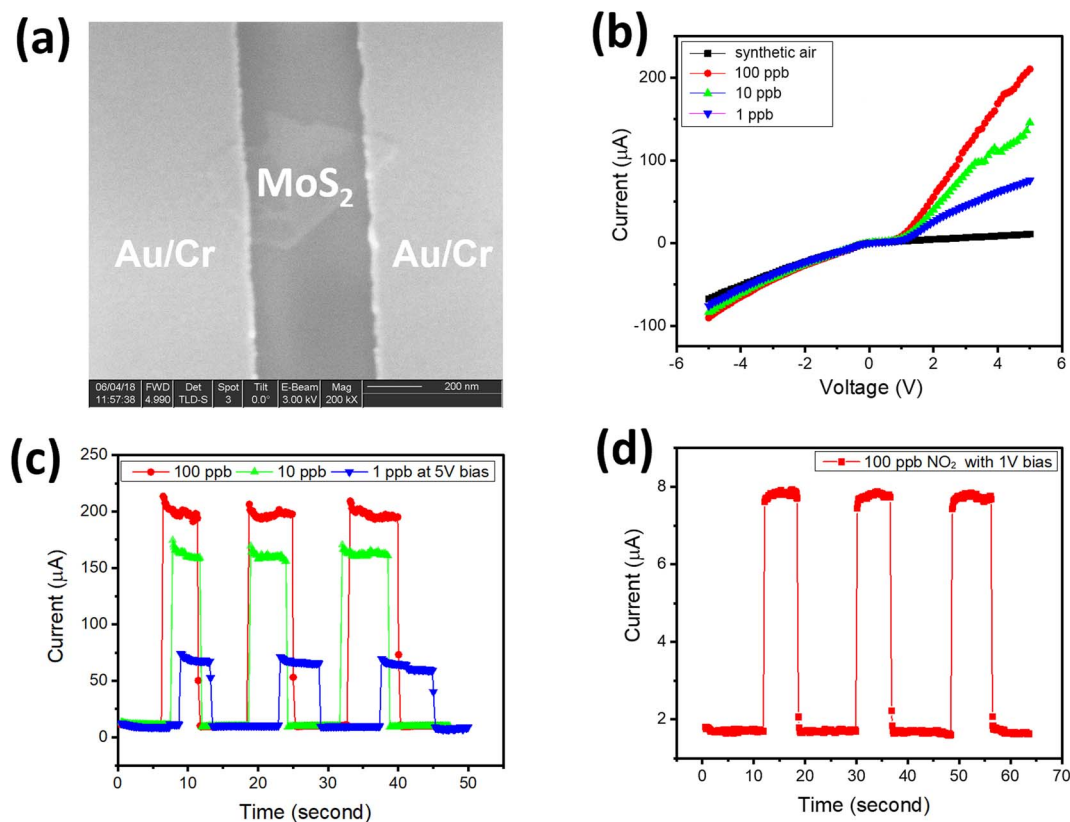 (a)
MoS₂
Au/Cr
Au/Cr
06/04/18 FWD Det Spot Tilt E-Beam Mag
11:57:38 4.990 TLD-S 3 0.0° 3.00 kV 200 kX
200 nm
(b)
synthetic air
100 ppb
10 ppb
1 ppb
Current (μA)
200
100
0
-100
-6 -4 -2 0 2 4 6
Voltage (V)
(c)
100 ppb 10 ppb 1 ppb at 5V bias
Current (μA)
250
200
150
100
50
0
0 10 20 30 40 50
Time (second)
(d)
100 ppb NO₂ with 1V bias
Current (μA)
8
6
4
2
0 10 20 30 40 50 60 70
Time (second)